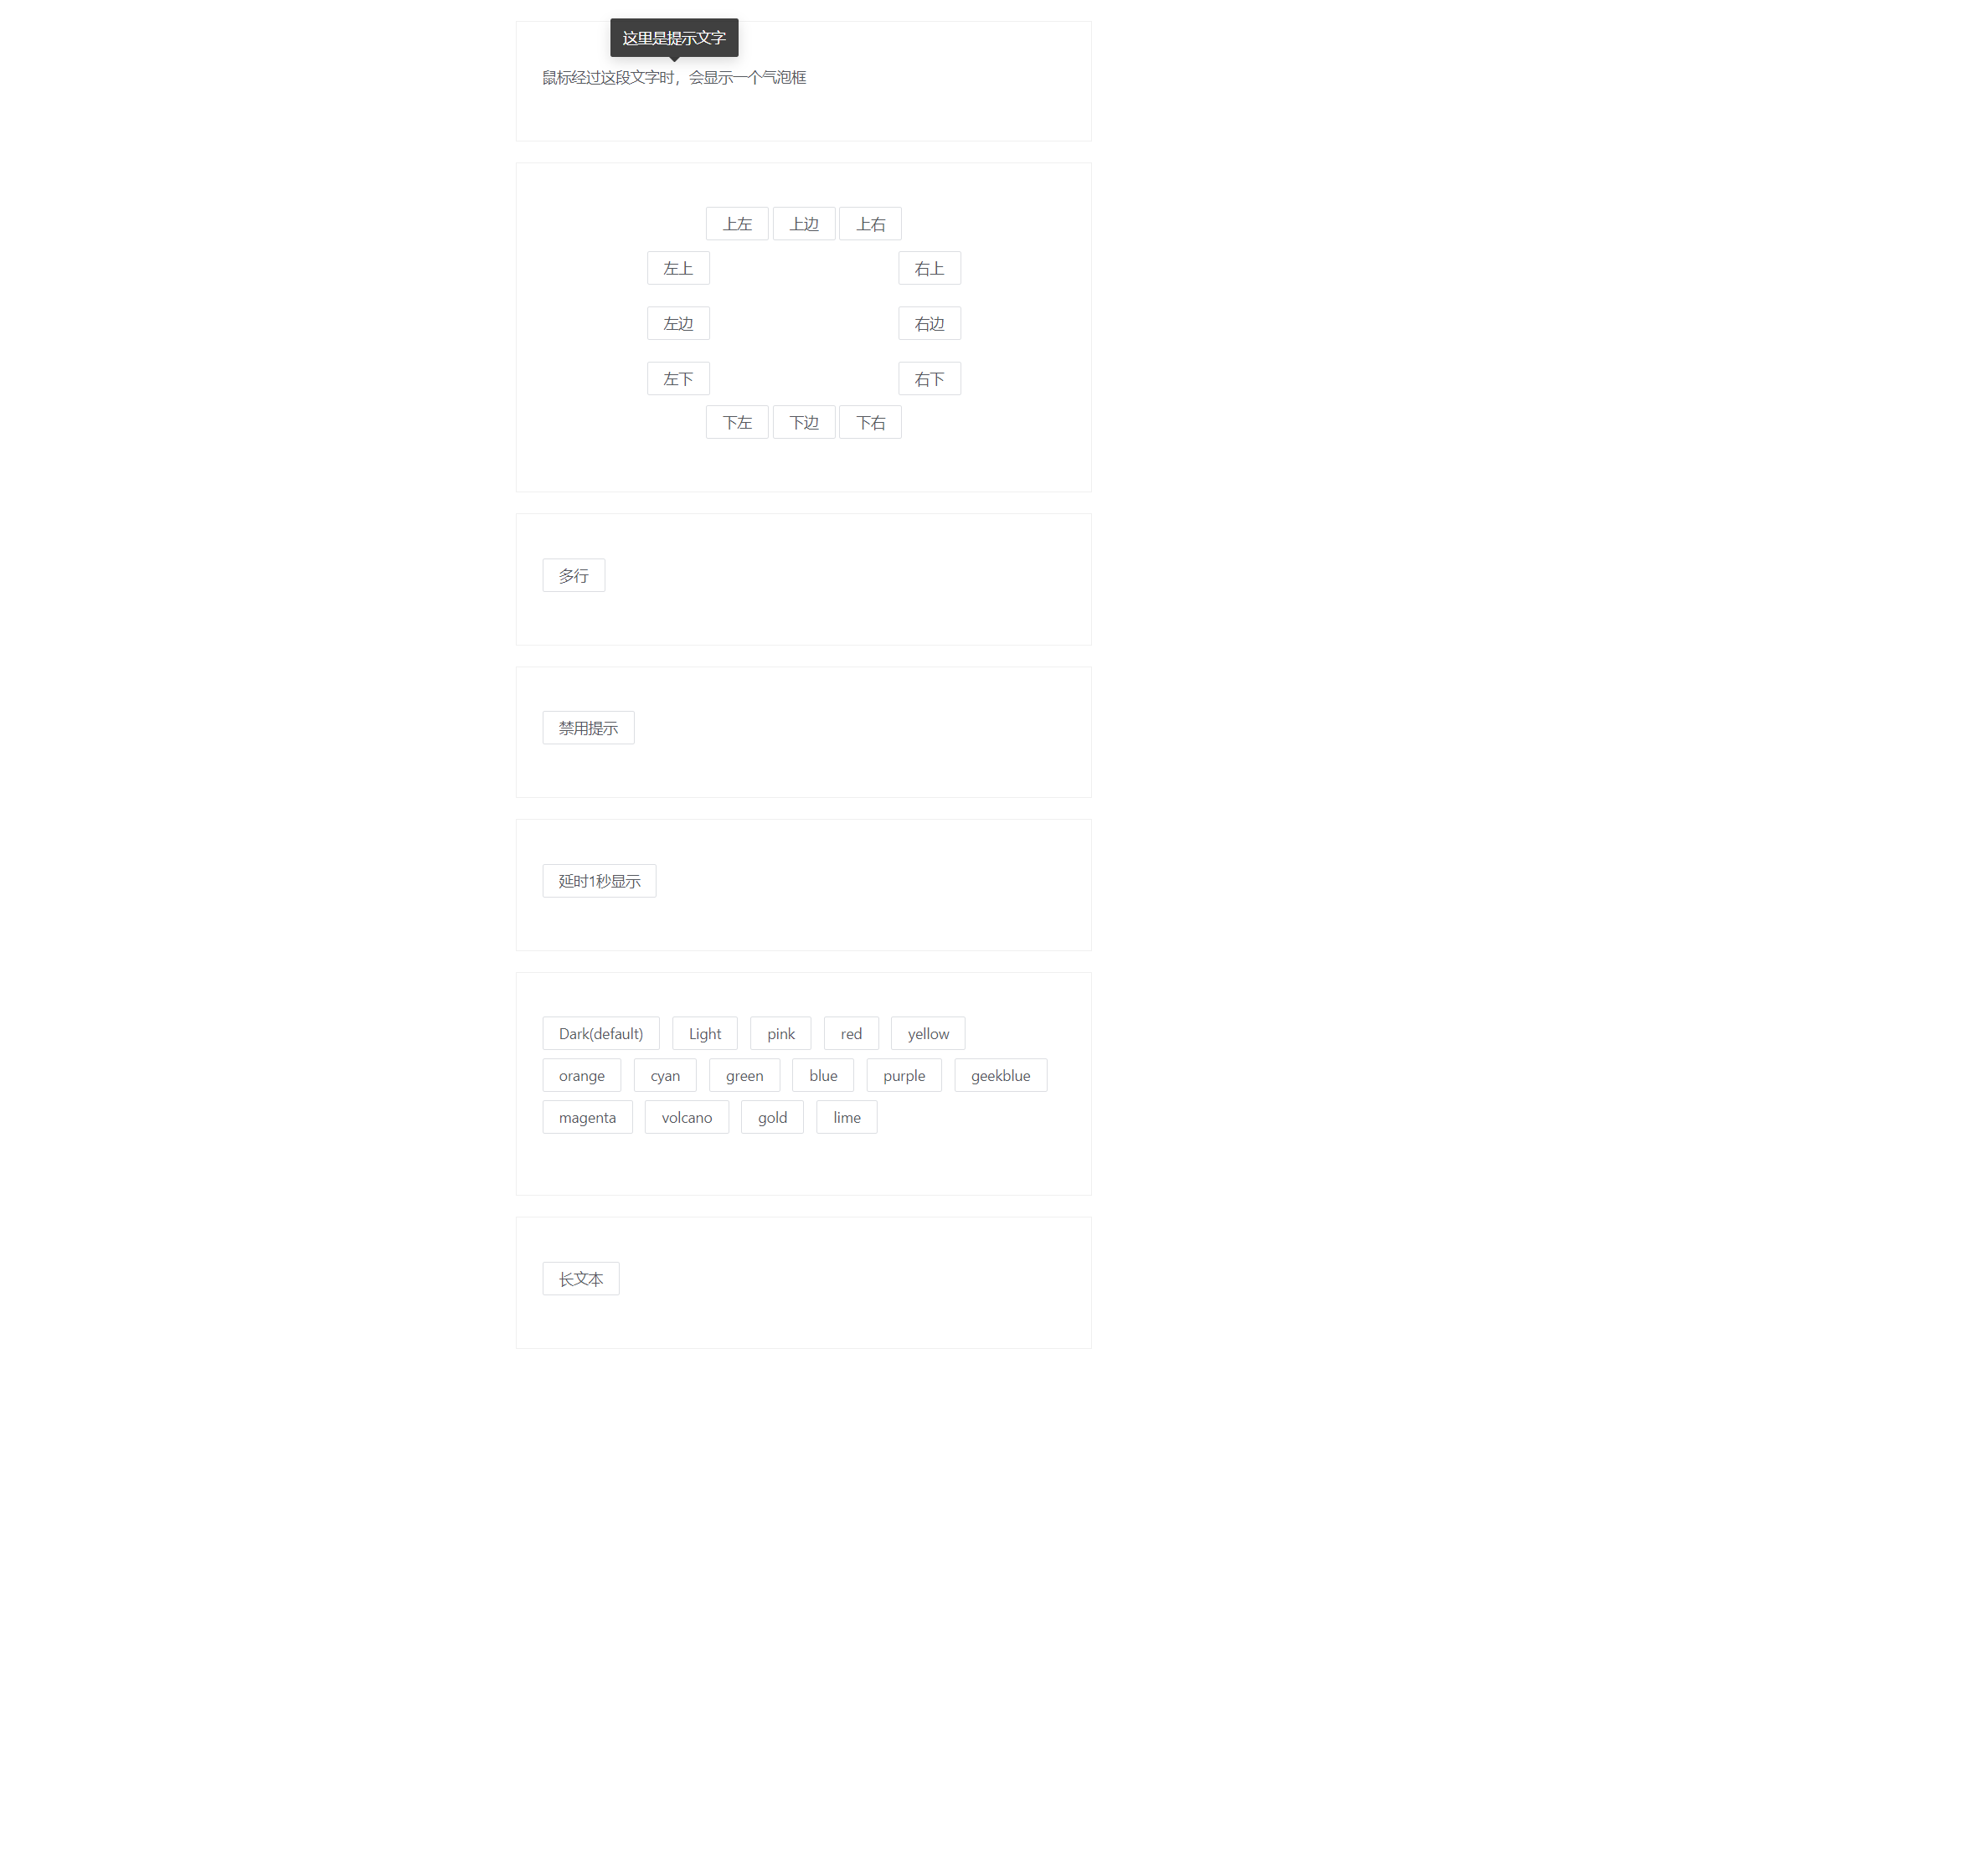 这里是提示文字
鼠标经过这段文字时，会显示一个气泡框
上左 上边 上右
左上 右上
左边 右边
左下 右下
下左 下边 下右
多行
禁用提示
延时1秒显示
Dark(default) Light pink red yellow
orange cyan green blue purple geekblue
magenta volcano gold lime
长文本